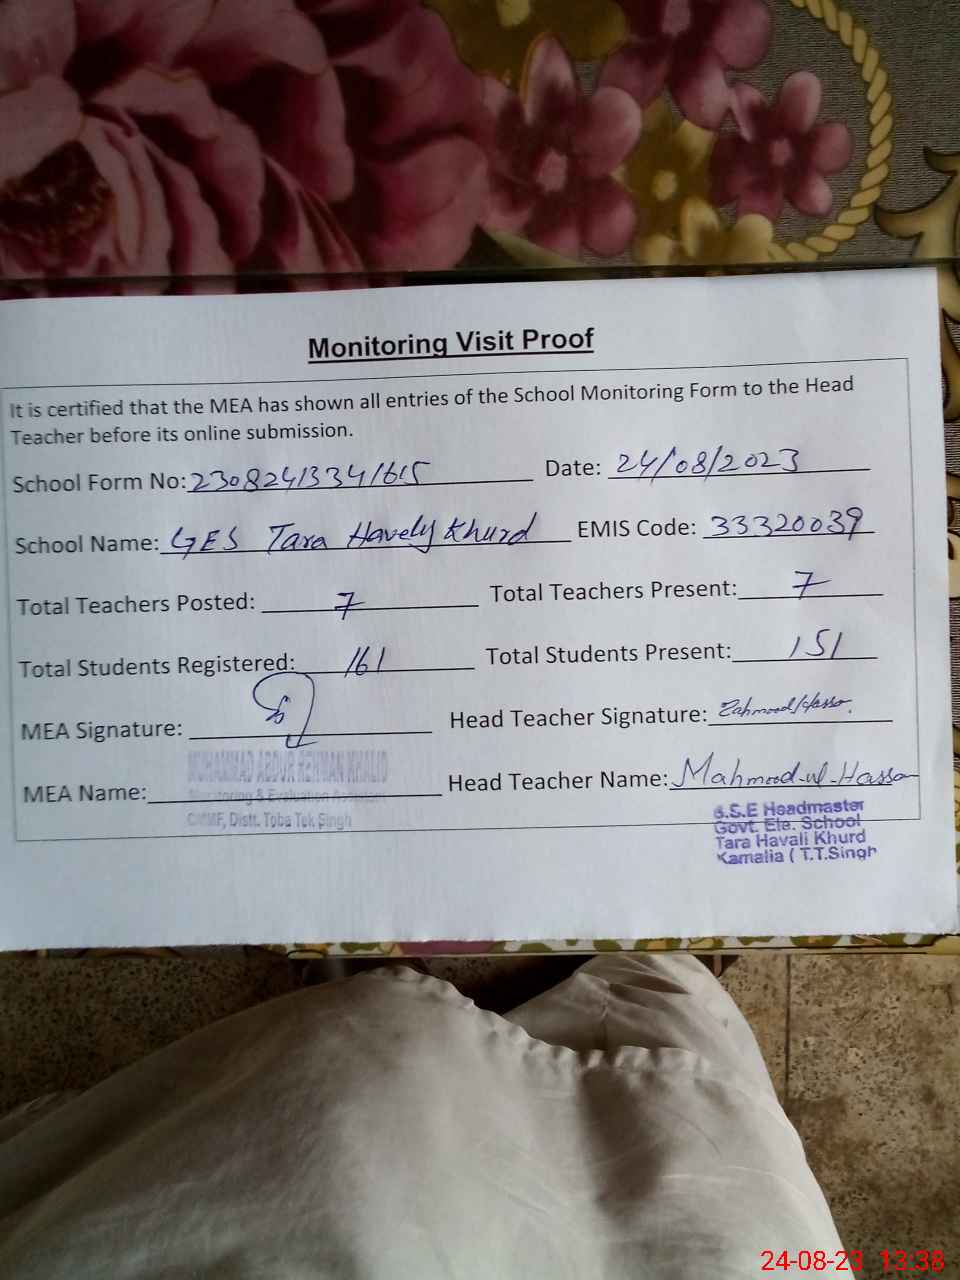 Monitoring Visit Proof
It is certified that the MEA has shown all entries of the School Monitoring Form to the Head
Teacher before its online submission.
School Form No: 23082413341615 Date: 24/08/2023
School Name: GES Tara Havely Khurd EMIS Code: 33320039
Total Teachers Posted: 7 Total Teachers Present: 7
Total Students Registered: 161 Total Students Present: 151
MEA Signature: Head Teacher Signature:
MEA Name: MUHAMMAD ABDUR REHMAN KHALID Head Teacher Name: Mahmood-ul-Hassan
Monitoring & Evaluation Assistant
CMMF, Distt. Toba Tek Singh
S.S.E Headmaster
Govt. Ele. School
Tara Havali Khurd
Kamalia ( T.T.Singh
24-08-23 13:38